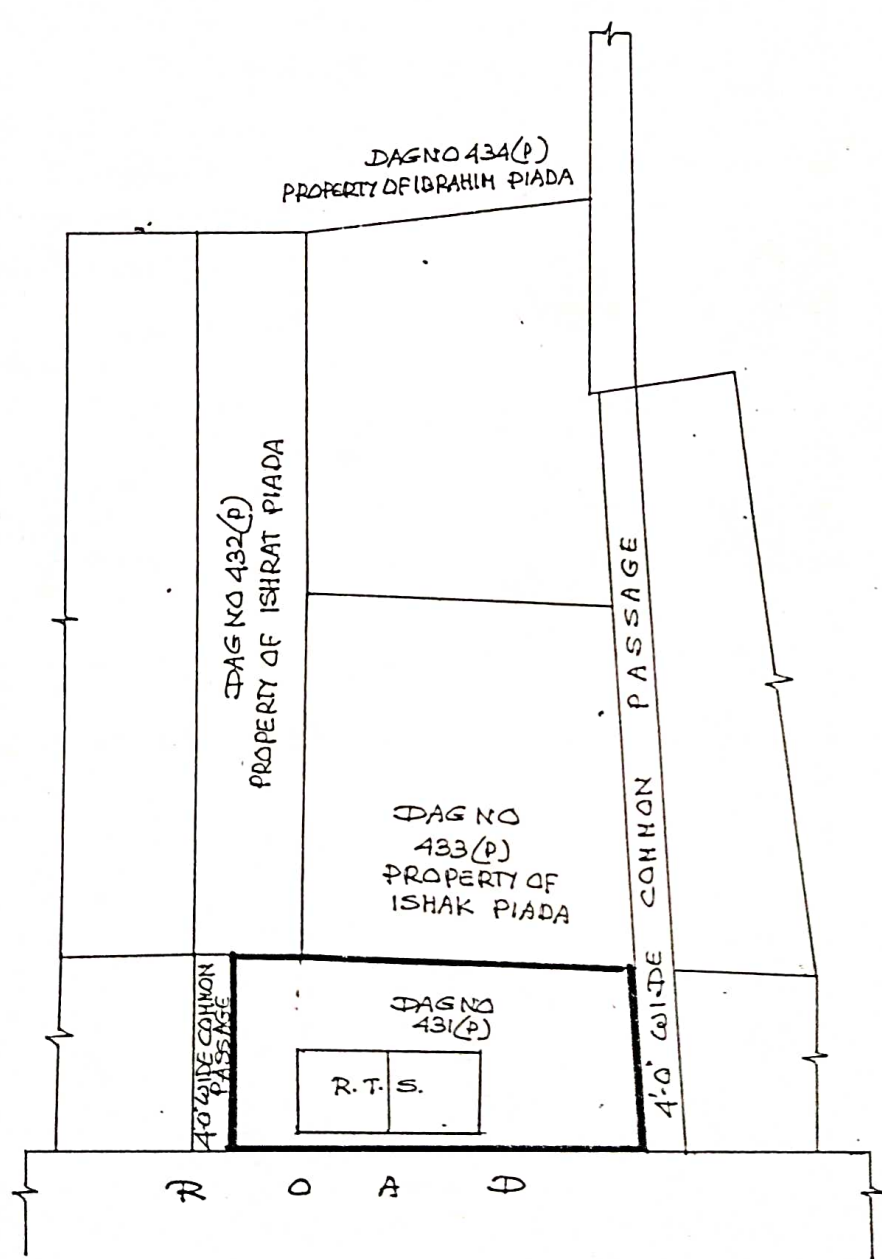 DAG NO 434(P)
PROPERTY OF IBRAHIM PIADA
DAG NO 432(P)
PROPERTY OF ISHRAT PIADA
DAG NO
433(P)
PROPERTY OF
ISHAK PIADA
4'-0" WIDE COMMON PASSAGE
4'-0" WIDE COMMON
PASSAGE
DAG NO
431(P)
R.T.S.
ROAD